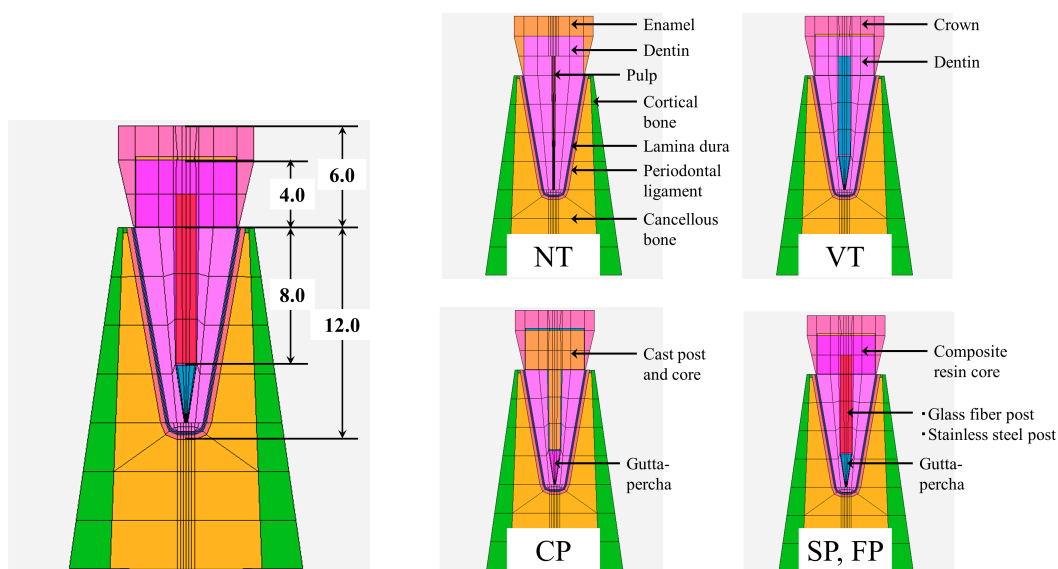 6.0
4.0
8.0
12.0
Enamel
Dentin
Pulp
Cortical
bone
Lamina dura
Periodontal
ligament
Cancellous
bone
NT
Crown
Dentin
VT
Cast post
and core
Gutta-
percha
CP
Composite
resin core
・Glass fiber post
・Stainless steel post
Gutta-
percha
SP, FP